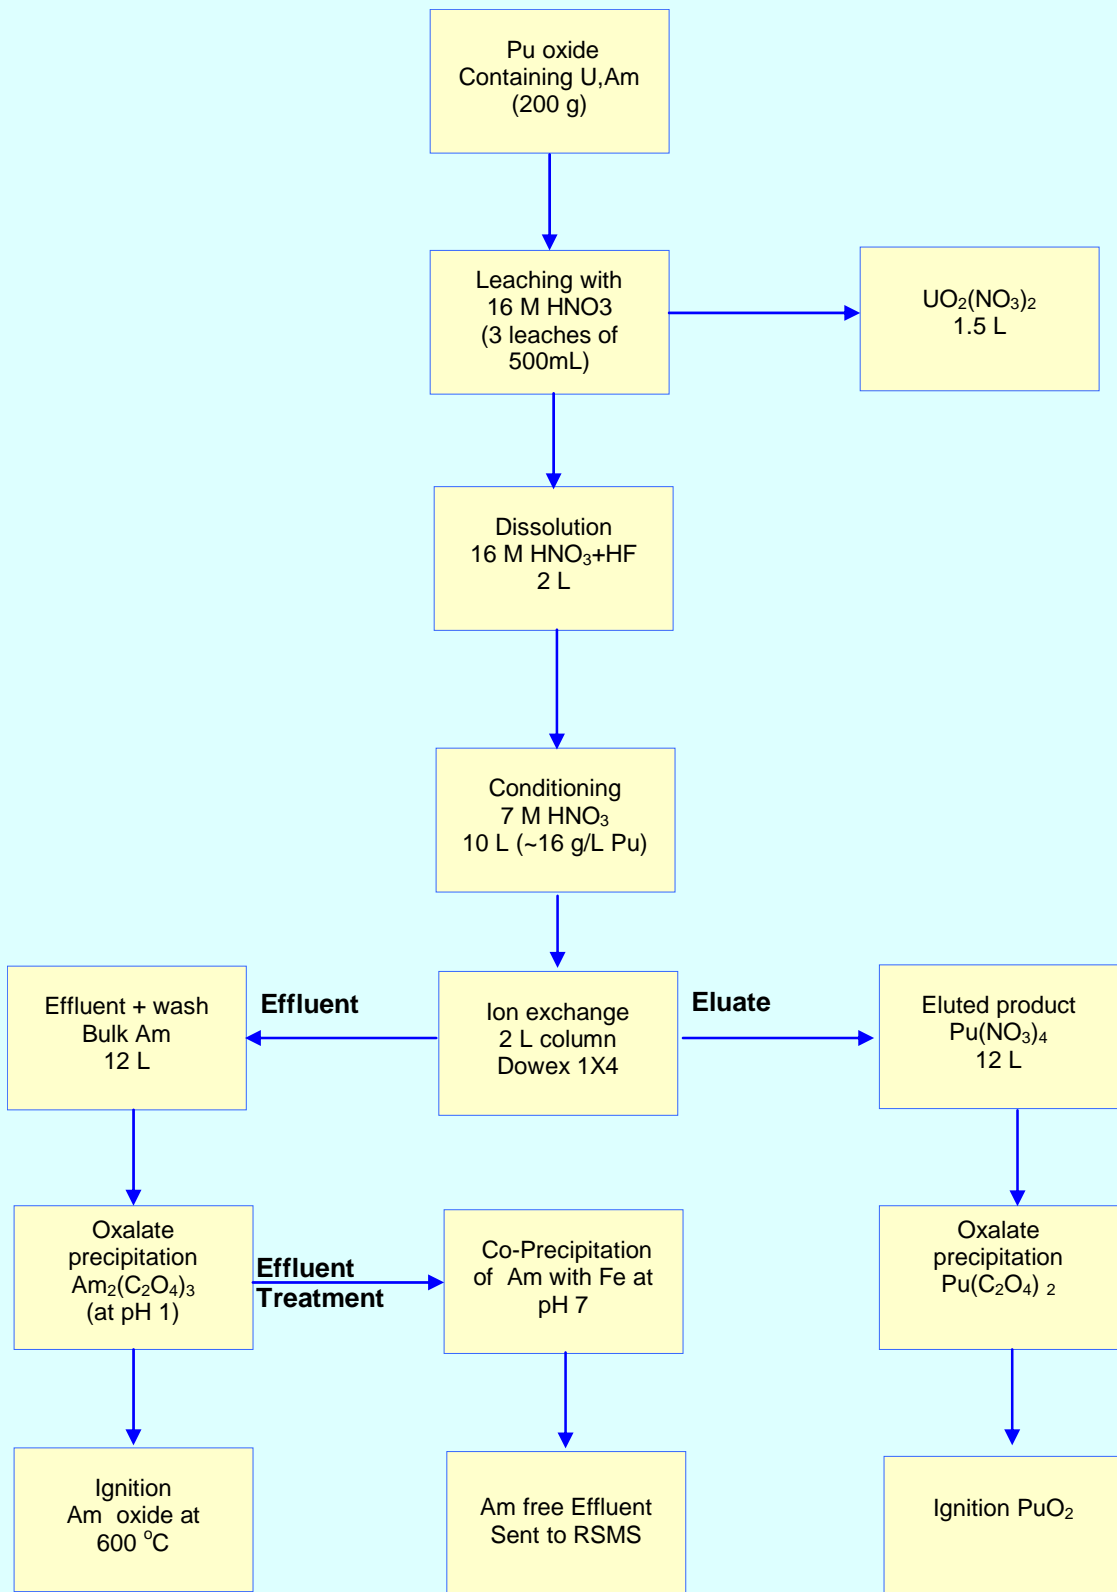 Pu oxide
Containing U,Am
(200 g)
Leaching with
16 M HNO3
(3 leaches of
500mL)
UO₂(NO₃)₂
1.5 L
Dissolution
16 M HNO₃+HF
2 L
Conditioning
7 M HNO₃
10 L (~16 g/L Pu)
Effluent + wash
Bulk Am
12 L
Effluent
Ion exchange
2 L column
Dowex 1X4
Eluate
Eluted product
Pu(NO₃)₄
12 L
Oxalate
precipitation
Am₂(C₂O₄)₃
(at pH 1)
Effluent
Treatment
Co-Precipitation
of Am with Fe at
pH 7
Oxalate
precipitation
Pu(C₂O₄) ₂
Ignition
Am oxide at
600 ⁰C
Am free Effluent
Sent to RSMS
Ignition PuO₂